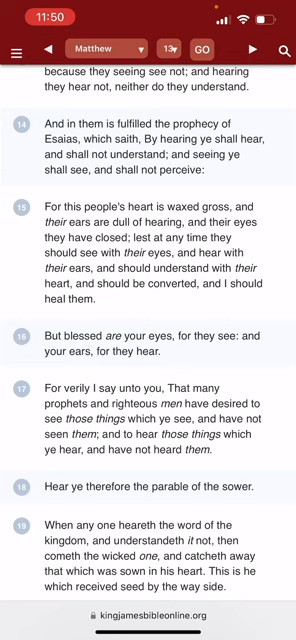 11:50
Matthew
13
GO
because they seeing see not; and hearing
they hear not, neither do they understand.
14
And in them is fulfilled the prophecy of
Esaias, which saith, By hearing ye shall hear,
and shall not understand; and seeing ye
shall see, and shall not perceive:
15
For this people's heart is waxed gross, and
their ears are dull of hearing, and their eyes
they have closed; lest at any time they
should see with their eyes, and hear with
their ears, and should understand with their
heart, and should be converted, and I should
heal them.
16
But blessed are your eyes, for they see: and
your ears, for they hear.
17
For verily I say unto you, That many
prophets and righteous men have desired to
see those things which ye see, and have not
seen them; and to hear those things which
ye hear, and have not heard them.
18
Hear ye therefore the parable of the sower.
19
When any one heareth the word of the
kingdom, and understandeth it not, then
cometh the wicked one, and catcheth away
that which was sown in his heart. This is he
which received seed by the way side.
kingjamesbibleonline.org